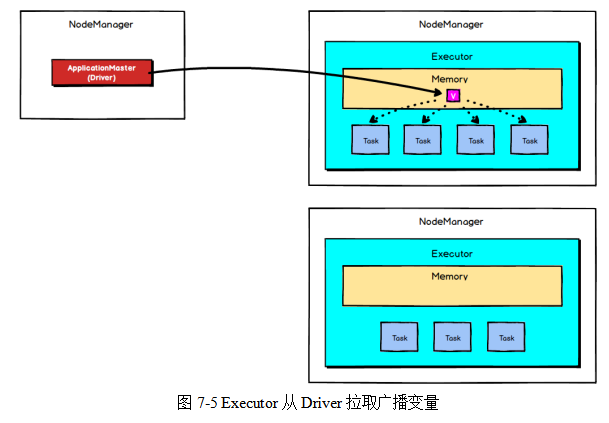 NodeManager
ApplicationMaster
(Driver)
NodeManager
Executor
Memory
V
Task
Task
Task
Task
NodeManager
Executor
Memory
Task
Task
Task
图 7-5 Executor 从 Driver 拉取广播变量